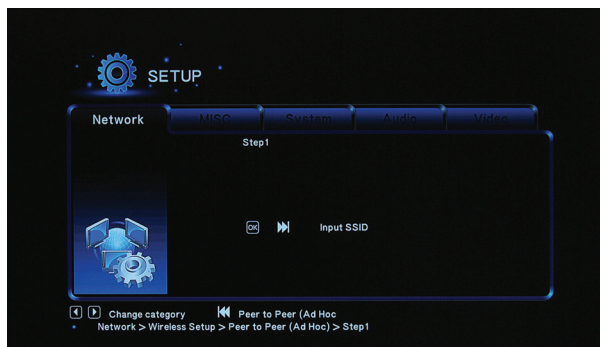 SETUP
Network MISC System Audio Video
Step1
OK Input SSID
Change category Peer to Peer (Ad Hoc
Network > Wireless Setup > Peer to Peer (Ad Hoc) > Step1